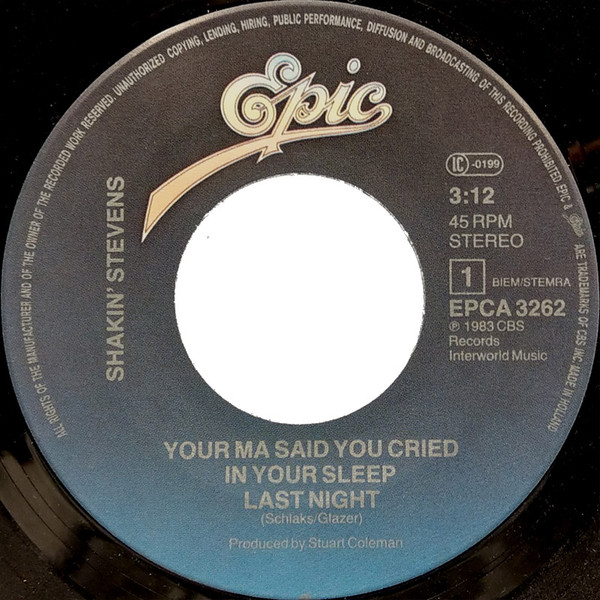 ALL RIGHTS OF THE MANUFACTURER AND OF THE OWNER OF THE RECORDED WORK RESERVED. UNAUTHORIZED COPYING, LENDING, HIRING, PUBLIC PERFORMANCE, DIFFUSION AND BROADCASTING OF THIS RECORDING PROHIBITED. EPIC & Epic ARE TRADEMARKS OF CBS INC. MADE IN HOLLAND
Epic
SHAKIN' STEVENS
LC -0199
3:12
45 RPM
STEREO
1 BIEM/STEMRA
EPCA 3262
℗ 1983 CBS
Records
Interworld Music
YOUR MA SAID YOU CRIED
IN YOUR SLEEP
LAST NIGHT
(Schlaks/Glazer)
Produced by Stuart Coleman